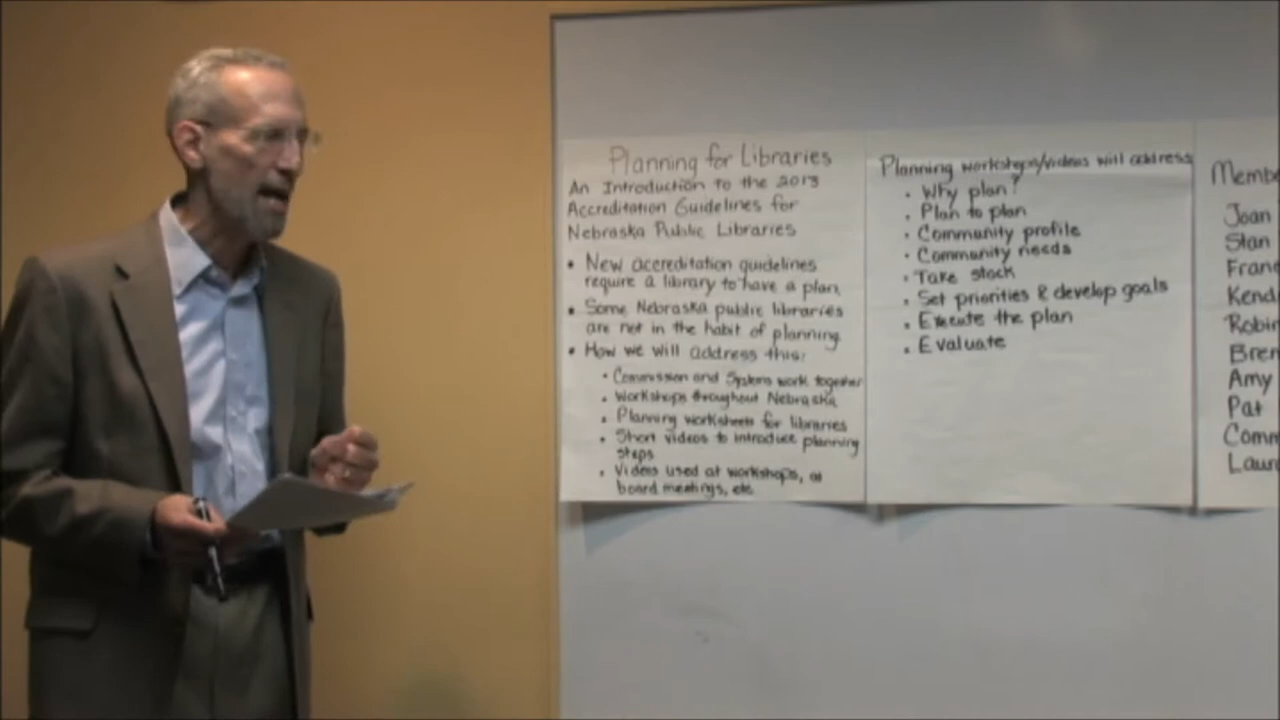 Planning for Libraries
An Introduction to the 2013
Accreditation Guidelines for
Nebraska Public Libraries
• New accreditation guidelines
require a library to have a plan.
• Some Nebraska public libraries
are not in the habit of planning.
• How we will address this:
• Commission and Systems work together
• Workshops throughout Nebraska
• Planning worksheets for libraries
• Short videos to introduce planning
steps
• Videos used at workshops, at
board meetings, etc
Planning workshops/videos will address
• Why plan?
• Plan to plan
• Community profile
• Community needs
• Take stock
• Set priorities & develop goals
• Execute the plan
• Evaluate
Membe
Joan
Stan
Franc
Kend
Robin
Bren
Amy
Pat
Comm
Laur